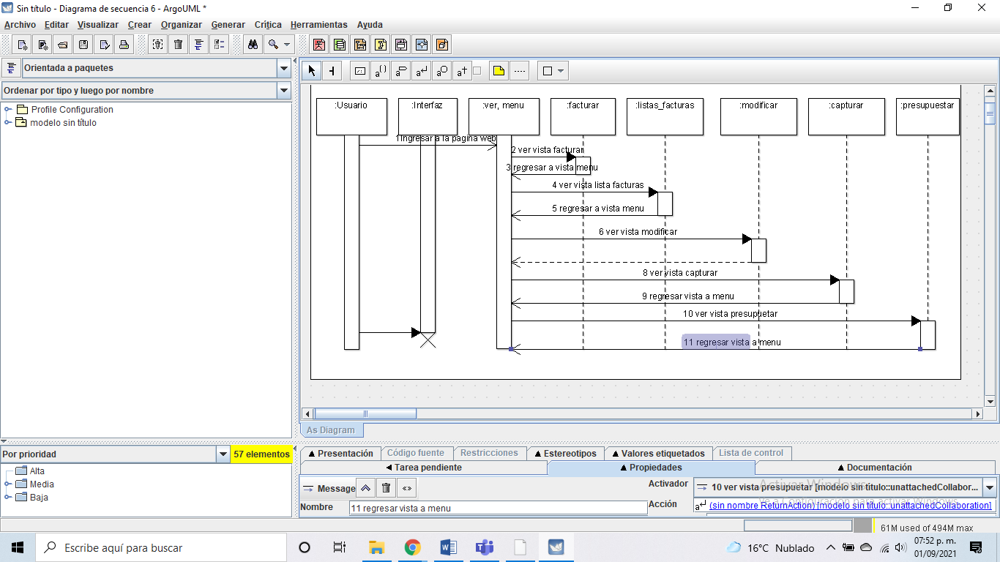 Sin título - Diagrama de secuencia 6 - ArgoUML *
Archivo Editar Visualizar Crear Organizar Generar Crítica Herramientas Ayuda
Orientada a paquetes
Ordenar por tipo y luego por nombre
Profile Configuration
modelo sin título
:Usuario :Interfaz :ver, menu :facturar :listas_facturas :modificar :capturar :presupuestar
1Ingresar a la pagina web
2 ver vista facturar
3 regresar a vista menu
4 ver vista lista facturas
5 regresar a vista menu
6 ver vista modificar
8 ver vista capturar
9 regresar vista a menu
10 ver vista presupuetar
11 regresar vista a menu
As Diagram
Por prioridad 57 elementos
Alta
Media
Baja
Presentación Código fuente Restricciones Estereotipos Valores etiquetados Lista de control
Tarea pendiente Propiedades Documentación
Message
Nombre 11 regresar vista a menu
Activador 10 ver vista presupuetar [modelo sin título::unattachedCollabor...
Acción (sin nombre ReturnAction) [modelo sin título::unattachedCollaboration]
Activar Windows
Ve a Configuración para activar Windows.
61M used of 494M max
Escribe aquí para buscar
16°C Nublado
07:52 p. m.
01/09/2021